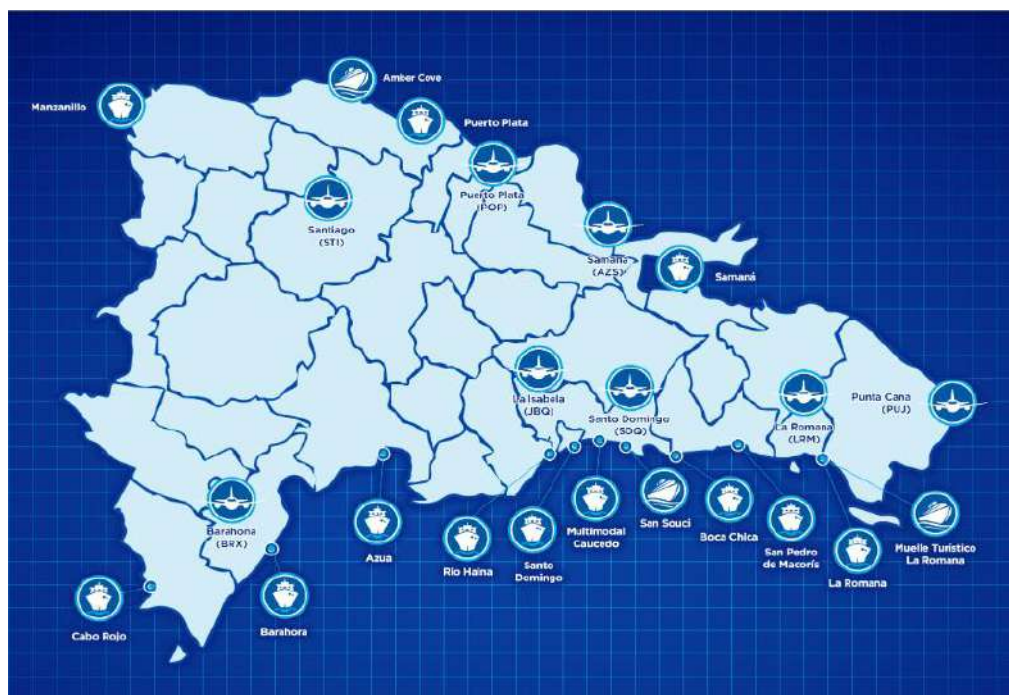 Amber Cove
Manzanillo
Puerto Plata
Puerto Plata
(POP)
Santiago
(STI)
Samaná
(AZS)
Samaná
La Isabela
(JBQ)
Santo Domingo
(SDQ)
La Romana
(LRM)
Punta Cana
(PUJ)
Barahona
(BRX)
Azua
Rio Haina
Santo
Domingo
Multimodal
Caucedo
San Souci
Boca Chica
San Pedro
de Macorís
La Romana
Muelle Turístico
La Romana
Cabo Rojo
Barahora